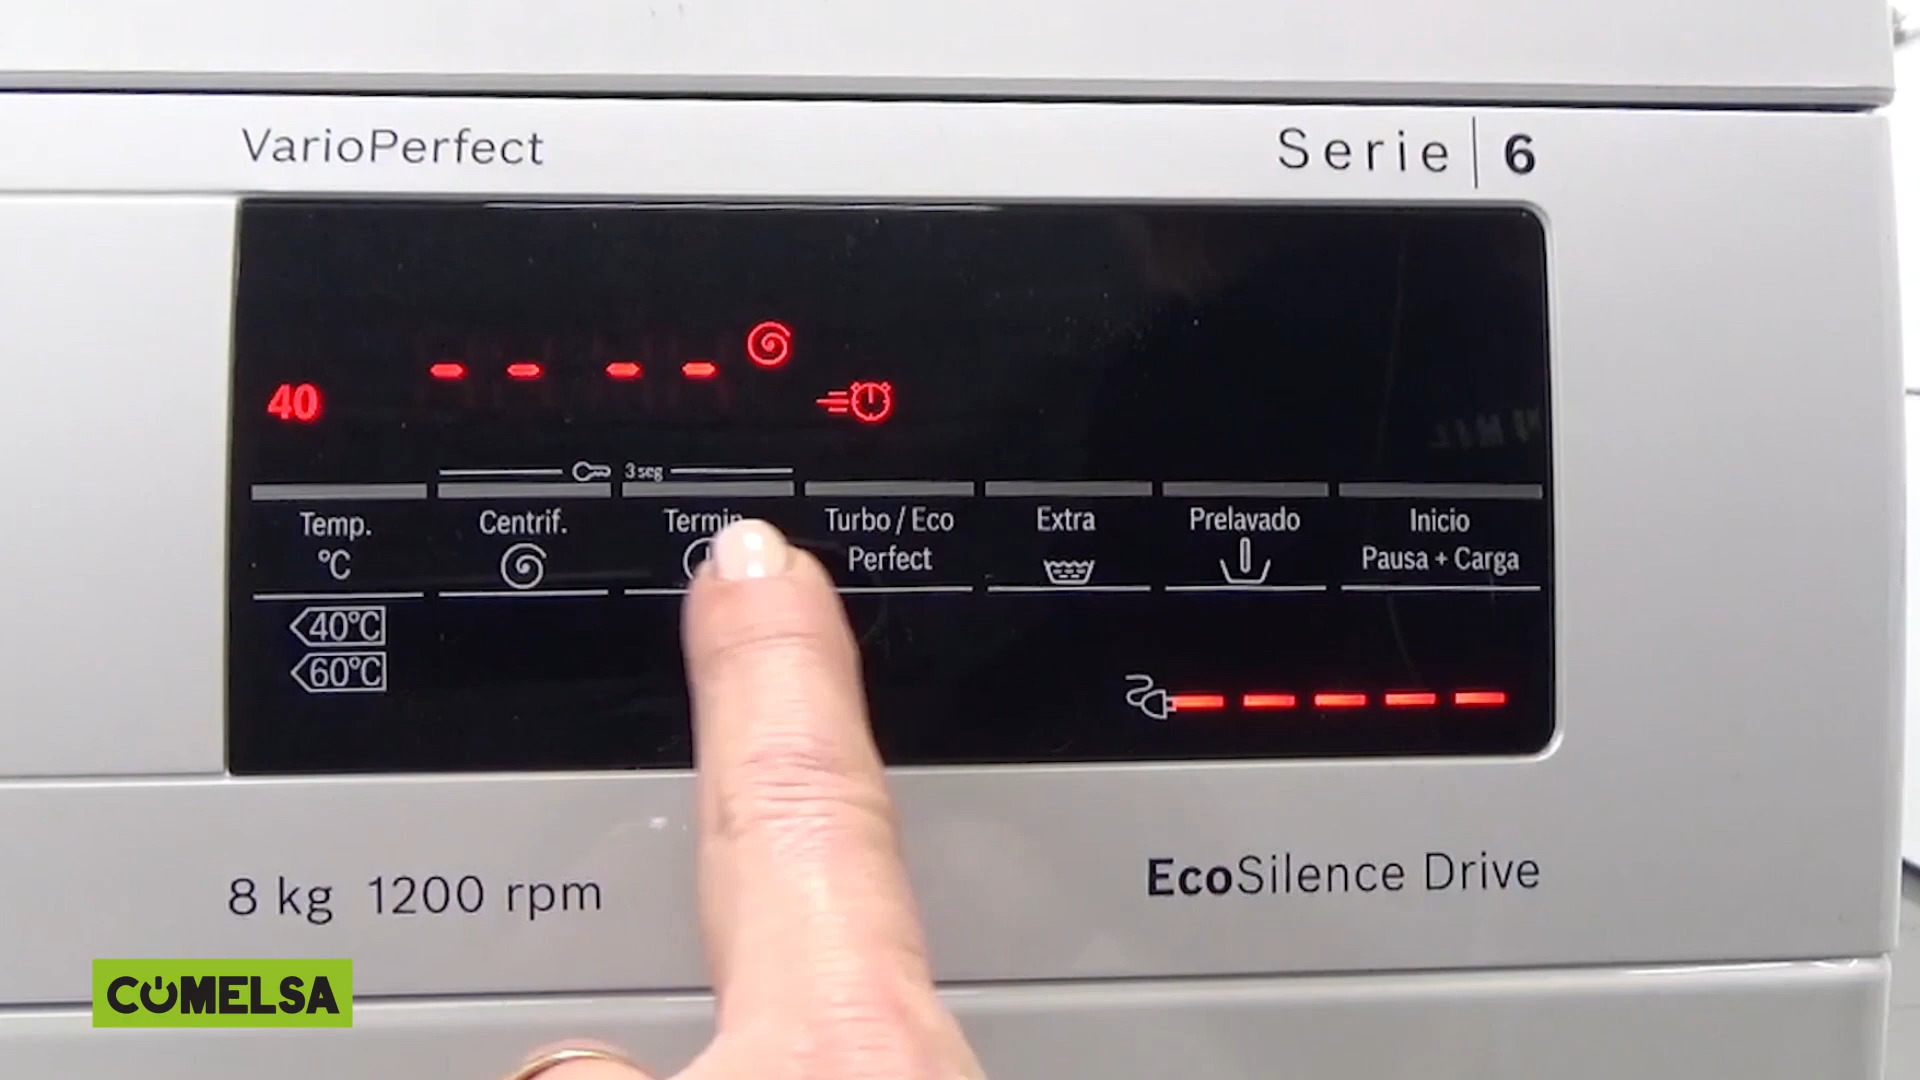 VarioPerfect
Serie | 6
- - - -
40
3 seg
Temp.
°C
Centrif.
Termin.
Turbo / Eco
Perfect
Extra
Prelavado
Inicio
Pausa + Carga
40°C
60°C
8 kg 1200 rpm
EcoSilence Drive
COMELSA